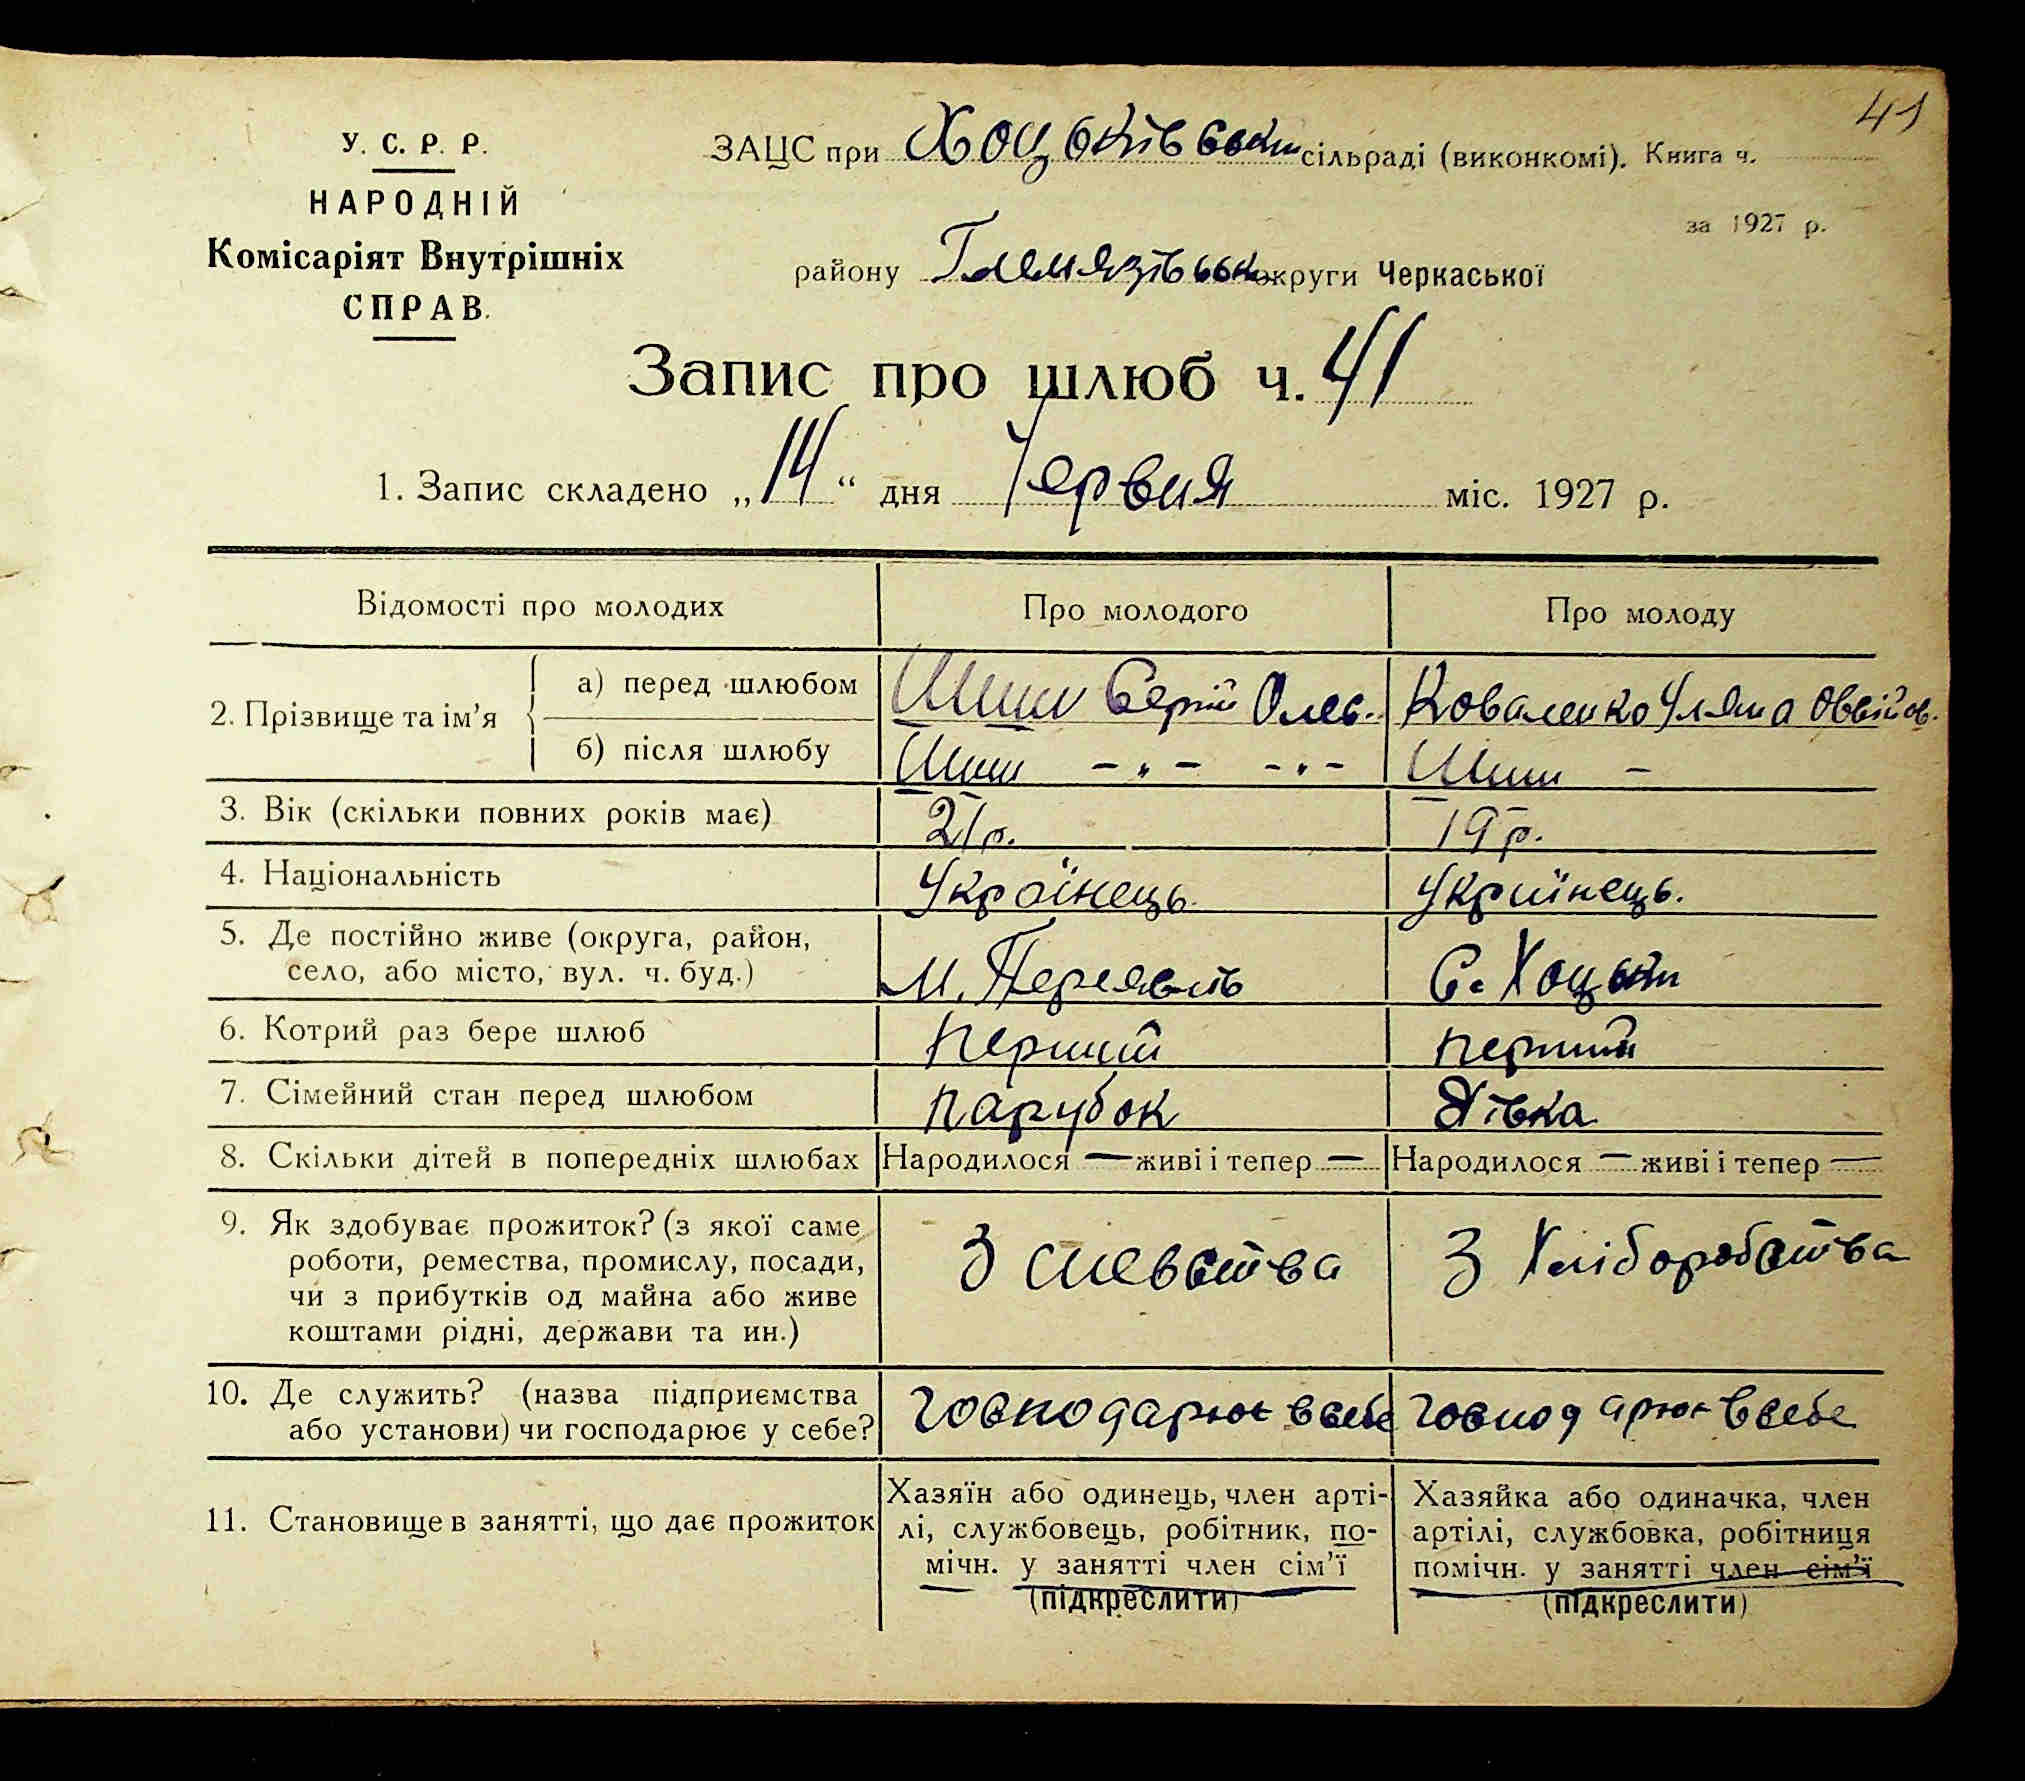 41
У. С. Р. Р.
НАРОДНІЙ
Комісаріят Внутрішніх
СПРАВ.
ЗАЦС при Хоцьківській сільраді (виконкомі). Книга ч.
за 1927 р.
району Гельмязівськ округи Черкаської
Запис про шлюб ч. 41
1. Запис складено „14“ дня Червня міс. 1927 р.
Відомості про молодих Про молодого Про молоду
2. Прізвище та ім'я
а) перед шлюбом Шиш Сергій Олек. Коваленко Уляна Оввійов.
б) після шлюбу Шиш -"- -"- Шиш -
3. Вік (скільки повних років має) 21 р. 19 р.
4. Національність Українець. Українець.
5. Де постійно живе (округа, район,
село, або місто, вул. ч. буд.) м. Переяслів С. Хоцьки
6. Котрий раз бере шлюб перший перший
7. Сімейний стан перед шлюбом парубок Дівка
8. Скільки дітей в попередніх шлюбах Народилося — живі і тепер — Народилося — живі і тепер —
9. Як здобуває прожиток? (з якої саме
роботи, ремества, промислу, посади,
чи з прибутків од майна або живе
коштами рідні, держави та ин.)
З шевства З Хліборобства
10. Де служить? (назва підприємства
або установи) чи господарює у себе?
господарює в себе господарює в себе
11. Становище в занятті, що дає прожиток
Хазяїн або одинець, член арті-
лі, службовець, робітник, по-
мічн. у занятті член сім'ї
(підкреслити)
Хазяйка або одиначка, член
артілі, службовка, робітниця
помічн. у занятті член сім'ї
(підкреслити)